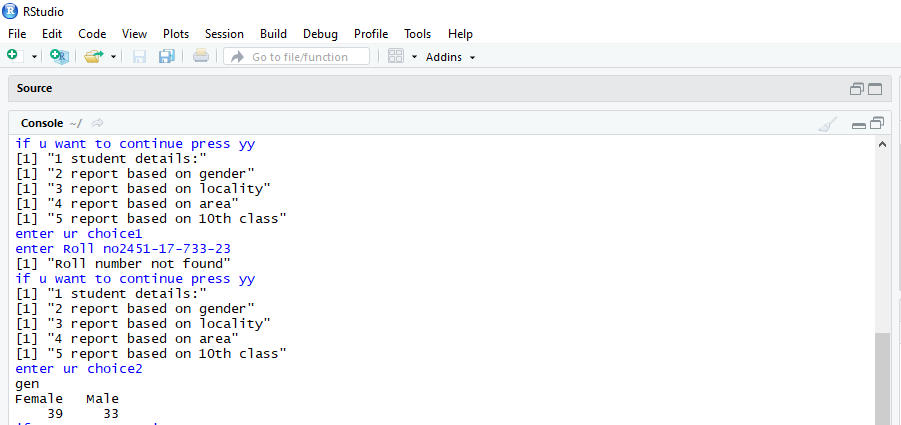 RStudio
File Edit Code View Plots Session Build Debug Profile Tools Help
Go to file/function Addins
Source
Console ~/
if u want to continue press yy
[1] "1 student details:"
[1] "2 report based on gender"
[1] "3 report based on locality"
[1] "4 report based on area"
[1] "5 report based on 10th class"
enter ur choice1
enter Roll no2451-17-733-23
[1] "Roll number not found"
if u want to continue press yy
[1] "1 student details:"
[1] "2 report based on gender"
[1] "3 report based on locality"
[1] "4 report based on area"
[1] "5 report based on 10th class"
enter ur choice2
gen
Female Male
39 33